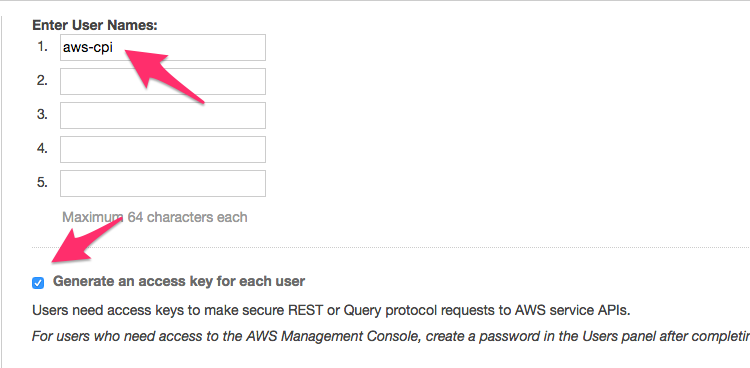 Enter User Names:
1. aws-cpi
2.
3.
4.
5.
Maximum 64 characters each
Generate an access key for each user
Users need access keys to make secure REST or Query protocol requests to AWS service APIs.
For users who need access to the AWS Management Console, create a password in the Users panel after